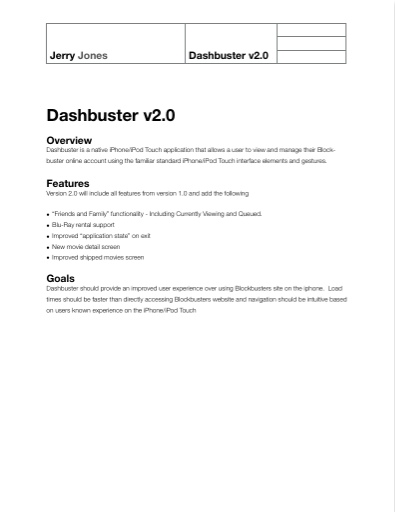 Jerry Jones
Dashbuster v2.0
Dashbuster v2.0
Overview
Dashbuster is a native iPhone/iPod Touch application that allows a user to view and manage their Block-
buster online account using the familiar standard iPhone/iPod Touch interface elements and gestures.
Features
Version 2.0 will include all features from version 1.0 and add the following
• "Friends and Family" functionality - Including Currently Viewing and Queued.
• Blu-Ray rental support
• Improved "application state" on exit
• New movie detail screen
• Improved shipped movies screen
Goals
Dashbuster should provide an improved user experience over using Blockbusters site on the iphone. Load
times should be faster than directly accessing Blockbusters website and navigation should be intuitive based
on users known experience on the iPhone/iPod Touch